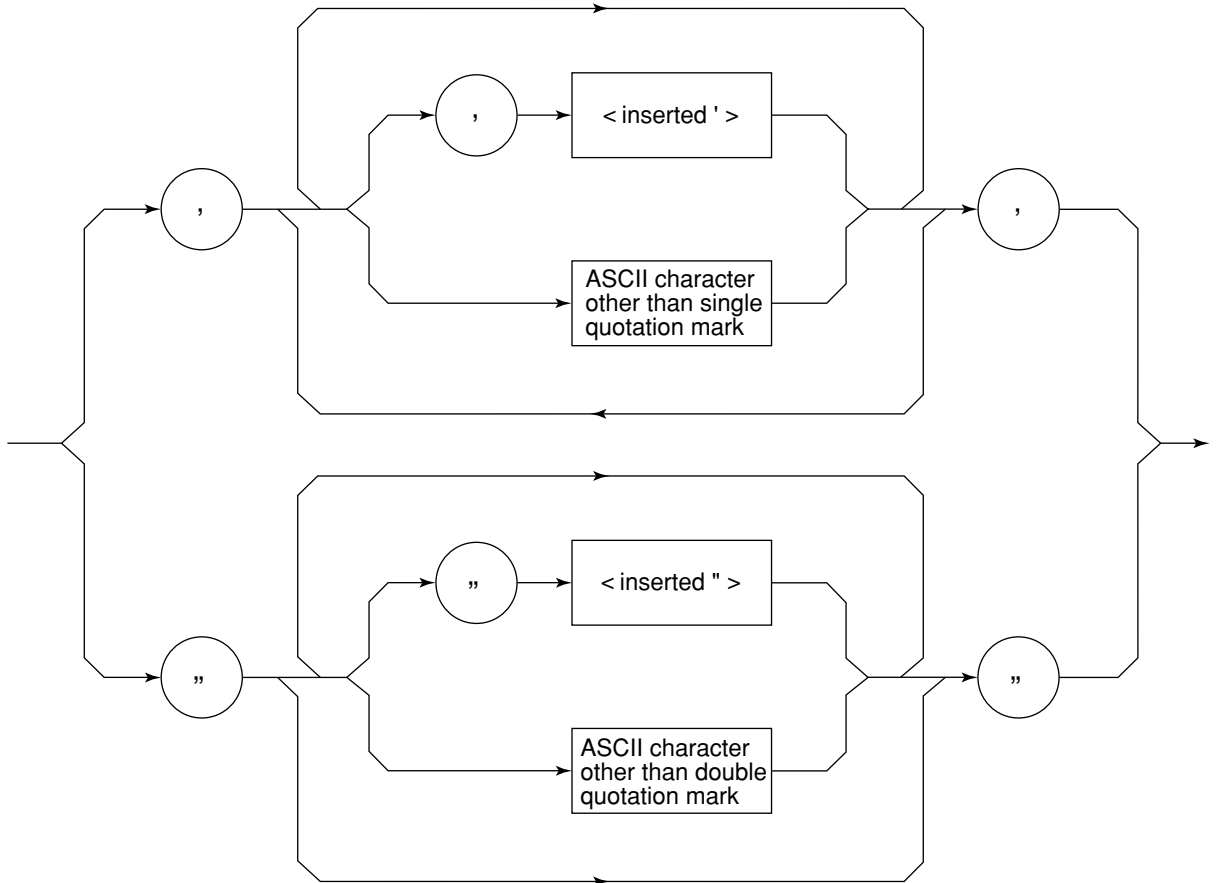 ,
< inserted ' >
,
,
ASCII character
other than single
quotation mark
„
< inserted " >
„
„
ASCII character
other than double
quotation mark